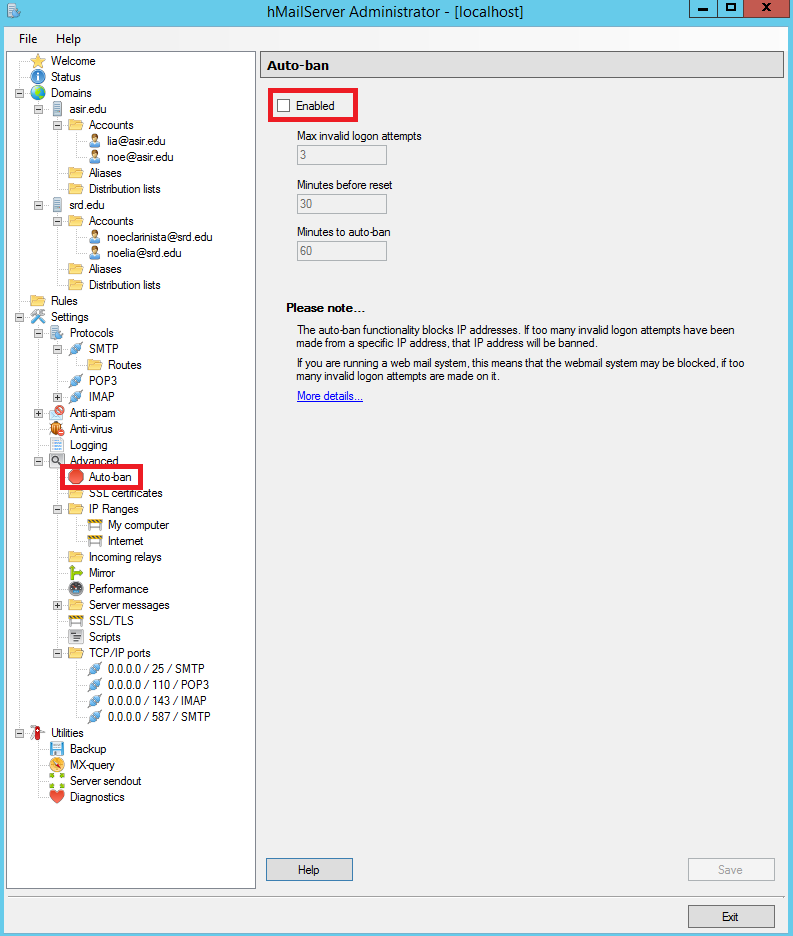 hMailServer Administrator - [localhost]
X
File Help
Welcome
Status
Domains
asir.edu
Accounts
lia@asir.edu
noe@asir.edu
Aliases
Distribution lists
srd.edu
Accounts
noeclarinista@srd.edu
noelia@srd.edu
Aliases
Distribution lists
Rules
Settings
Protocols
SMTP
Routes
POP3
IMAP
Anti-spam
Anti-virus
Logging
Advanced
Auto-ban
SSL certificates
IP Ranges
My computer
Internet
Incoming relays
Mirror
Performance
Server messages
SSL/TLS
Scripts
TCP/IP ports
0.0.0.0 / 25 / SMTP
0.0.0.0 / 110 / POP3
0.0.0.0 / 143 / IMAP
0.0.0.0 / 587 / SMTP
Utilities
Backup
MX-query
Server sendout
Diagnostics
Auto-ban
Enabled
Max invalid logon attempts
3
Minutes before reset
30
Minutes to auto-ban
60
Please note...
The auto-ban functionality blocks IP addresses. If too many invalid logon attempts have been
made from a specific IP address, that IP address will be banned.
If you are running a web mail system, this means that the webmail system may be blocked, if too
many invalid logon attempts are made on it.
More details...
Help
Save
Exit